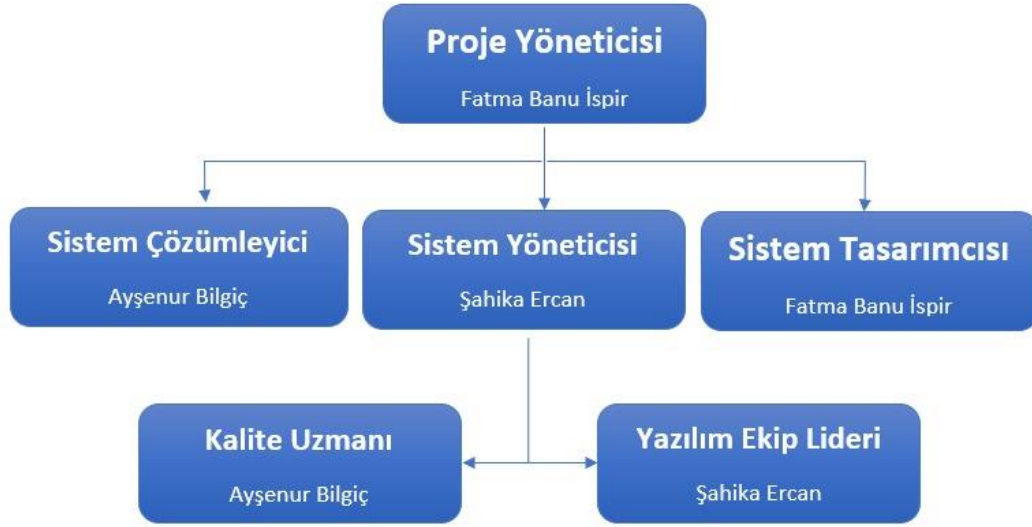 Proje Yöneticisi
Fatma Banu İspir
Sistem Çözümleyici
Ayşenur Bilgiç
Sistem Yöneticisi
Şahika Ercan
Sistem Tasarımcısı
Fatma Banu İspir
Kalite Uzmanı
Ayşenur Bilgiç
Yazılım Ekip Lideri
Şahika Ercan